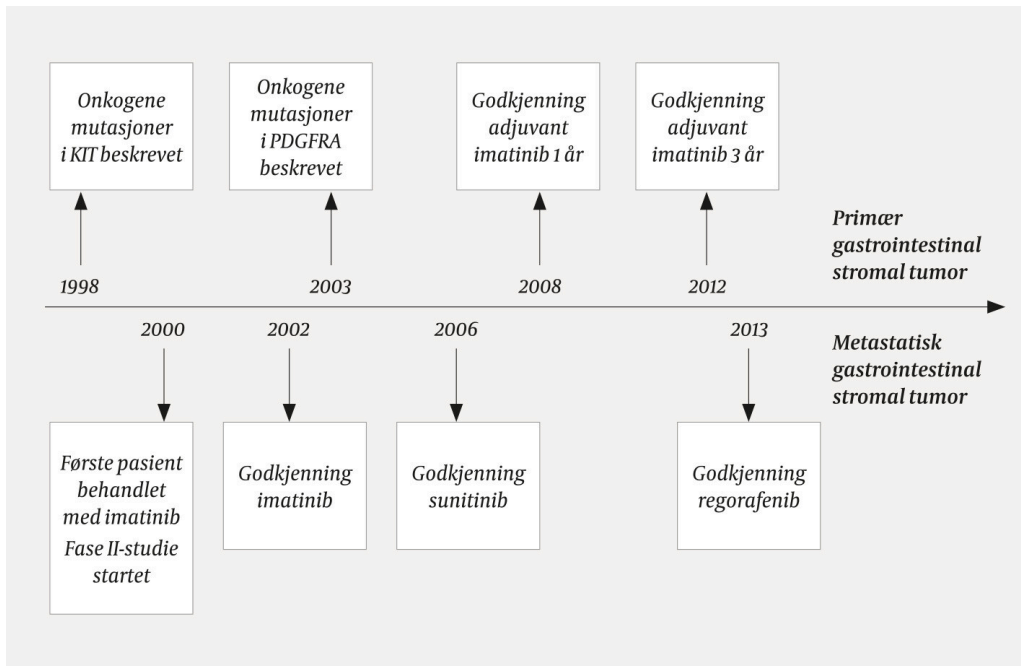 Onkogene
mutasjoner
i KIT beskrevet
Onkogene
mutasjoner
i PDGFRA
beskrevet
Godkjenning
adjuvant
imatinib 1 år
Godkjenning
adjuvant
imatinib 3 år
1998
2003
2008
2012
Primær
gastrointestinal
stromal tumor
2000
2002
2006
2013
Metastatisk
gastrointestinal
stromal tumor
Første pasient
behandlet
med imatinib
Fase II-studie
startet
Godkjenning
imatinib
Godkjenning
sunitinib
Godkjenning
regorafenib